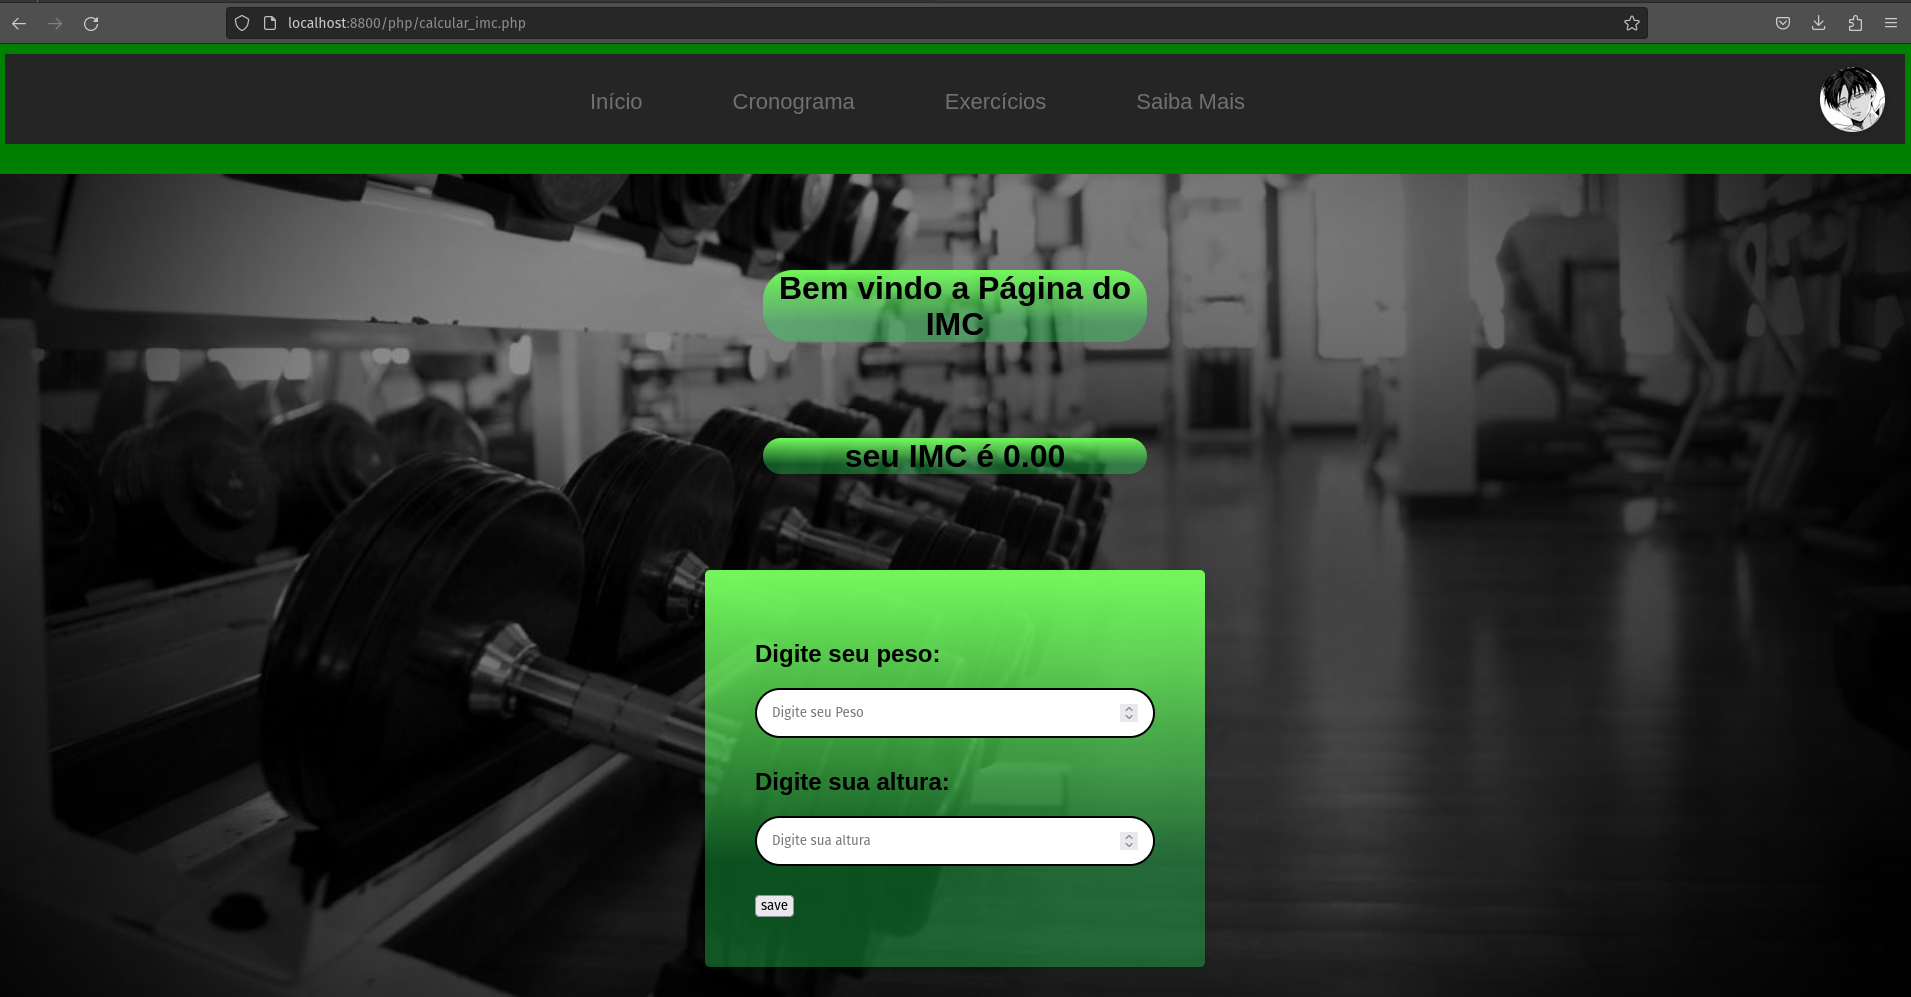 localhost:8800/php/calcular_imc.php
Início Cronograma Exercícios Saiba Mais
Bem vindo a Página do
IMC
seu IMC é 0.00
Digite seu peso:
Digite seu Peso
Digite sua altura:
Digite sua altura
save